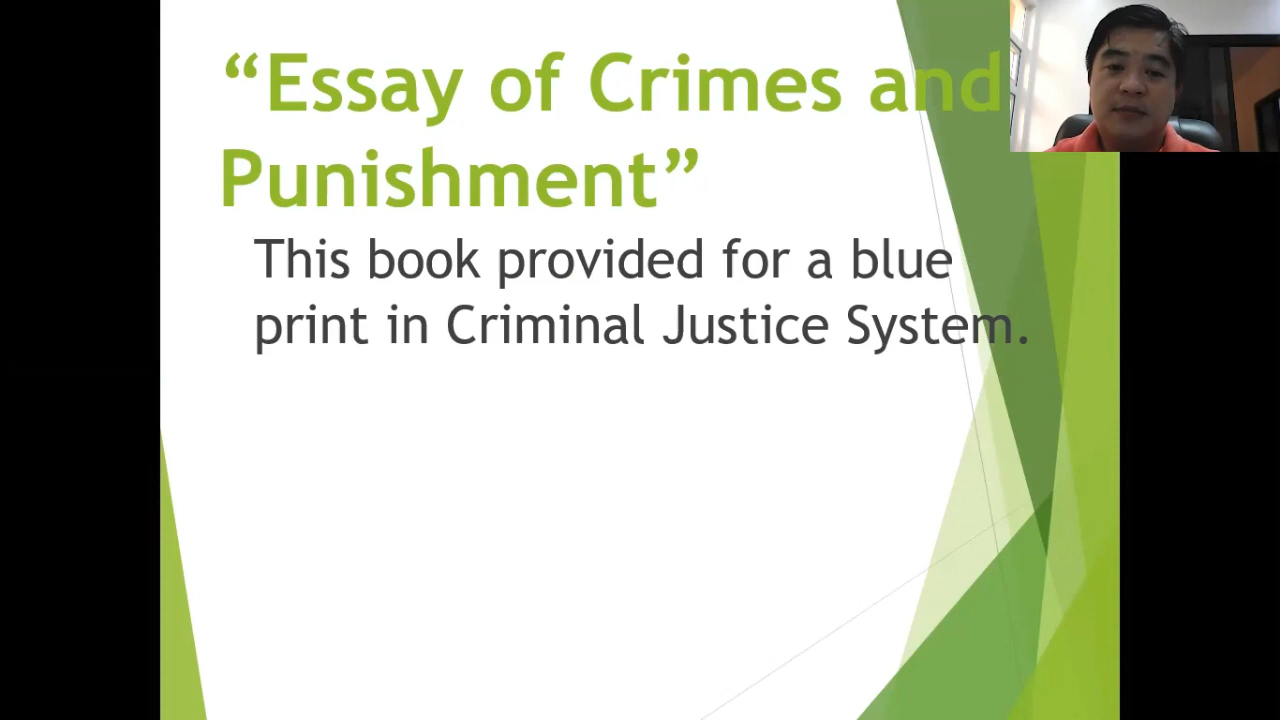 “Essay of Crimes and
Punishment”
This book provided for a blue
print in Criminal Justice System.